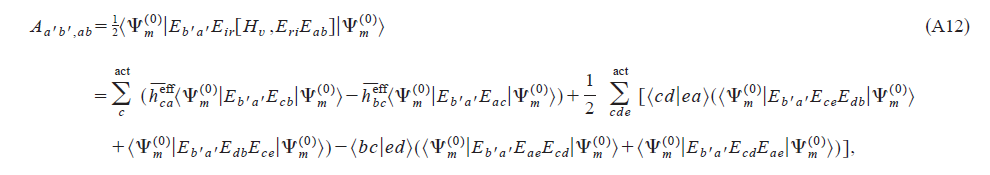 A_{a′b′,ab} = ½⟨Ψ_m^{(0)}|E_{b′a′}E_{ir}[H_v,E_{ri}E_{ab}]|Ψ_m^{(0)}⟩ (A12)
= ∑_c^{act} (h̅_{ca}^{eff}⟨Ψ_m^{(0)}|E_{b′a′}E_{cb}|Ψ_m^{(0)}⟩ − h̅_{bc}^{eff}⟨Ψ_m^{(0)}|E_{b′a′}E_{ac}|Ψ_m^{(0)}⟩) + 1/2 ∑_{cde}^{act} [⟨cd|ea⟩(⟨Ψ_m^{(0)}|E_{b′a′}E_{ce}E_{db}|Ψ_m^{(0)}⟩
+ ⟨Ψ_m^{(0)}|E_{b′a′}E_{db}E_{ce}|Ψ_m^{(0)}⟩) − ⟨bc|ed⟩(⟨Ψ_m^{(0)}|E_{b′a′}E_{ae}E_{cd}|Ψ_m^{(0)}⟩ + ⟨Ψ_m^{(0)}|E_{b′a′}E_{cd}E_{ae}|Ψ_m^{(0)}⟩)],